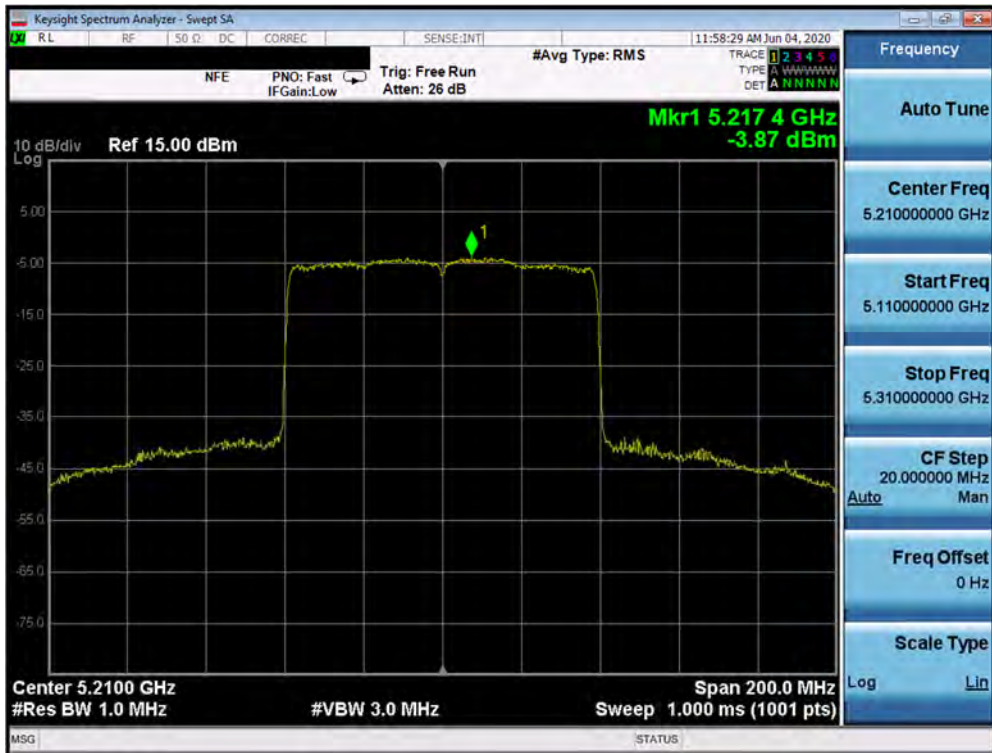 Keysight Spectrum Analyzer - Swept SA
LXI RL RF 50 Ω DC CORREC SENSE:INT 11:58:29 AM Jun 04, 2020
NFE PNO: Fast Trig: Free Run #Avg Type: RMS TRACE 1 2 3 4 5 6
IFGain:Low Atten: 26 dB TYPE A WWWWW
DET A N N N N N
Mkr1 5.217 4 GHz
-3.87 dBm
10 dB/div Ref 15.00 dBm
Log
1
5.00
-5.00
-15.0
-25.0
-35.0
-45.0
-55.0
-65.0
-75.0
Center 5.2100 GHz Span 200.0 MHz
#Res BW 1.0 MHz #VBW 3.0 MHz Sweep 1.000 ms (1001 pts)
MSG STATUS
Frequency
Auto Tune
Center Freq
5.210000000 GHz
Start Freq
5.110000000 GHz
Stop Freq
5.310000000 GHz
CF Step
20.000000 MHz
Auto Man
Freq Offset
0 Hz
Scale Type
Log Lin